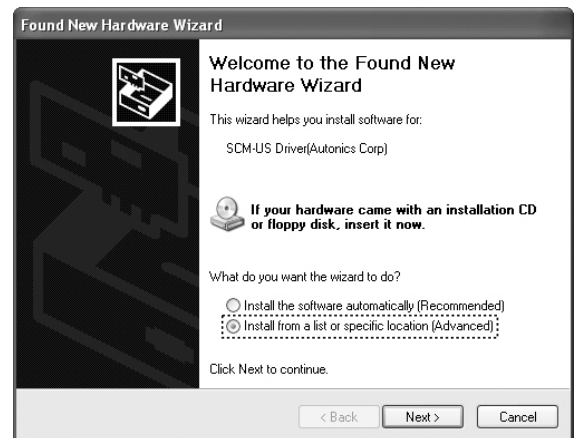 Found New Hardware Wizard
Welcome to the Found New
Hardware Wizard
This wizard helps you install software for:
SCM-US Driver(Autonics Corp)
If your hardware came with an installation CD
or floppy disk, insert it now.
What do you want the wizard to do?
Install the software automatically (Recommended)
Install from a list or specific location (Advanced)
Click Next to continue.
< Back Next > Cancel